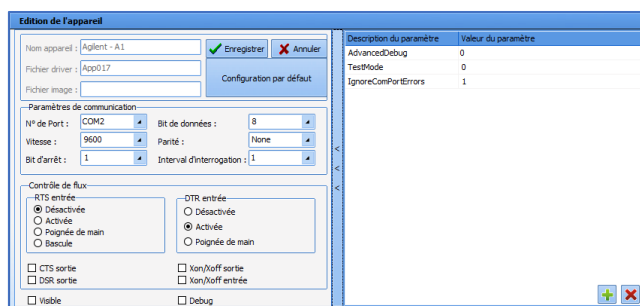 Edition de l'appareil
Nom appareil : Agilent - A1
Enregistrer
Annuler
Fichier driver : App017
Configuration par défaut
Fichier image :
Paramètres de communication
N° de Port : COM2
Bit de données : 8
Vitesse : 9600
Parité : None
Bit d'arrêt : 1
Interval d'interrogation : 1
Contrôle de flux
RTS entrée
Désactivée
Activée
Poignée de main
Bascule
DTR entrée
Désactivée
Activée
Poignée de main
CTS sortie
Xon/Xoff sortie
DSR sortie
Xon/Xoff entrée
Visible
Debug
<
<
<
Description du paramètre Valeur du paramètre
AdvancedDebug 0
TestMode 0
IgnoreComPortErrors 1